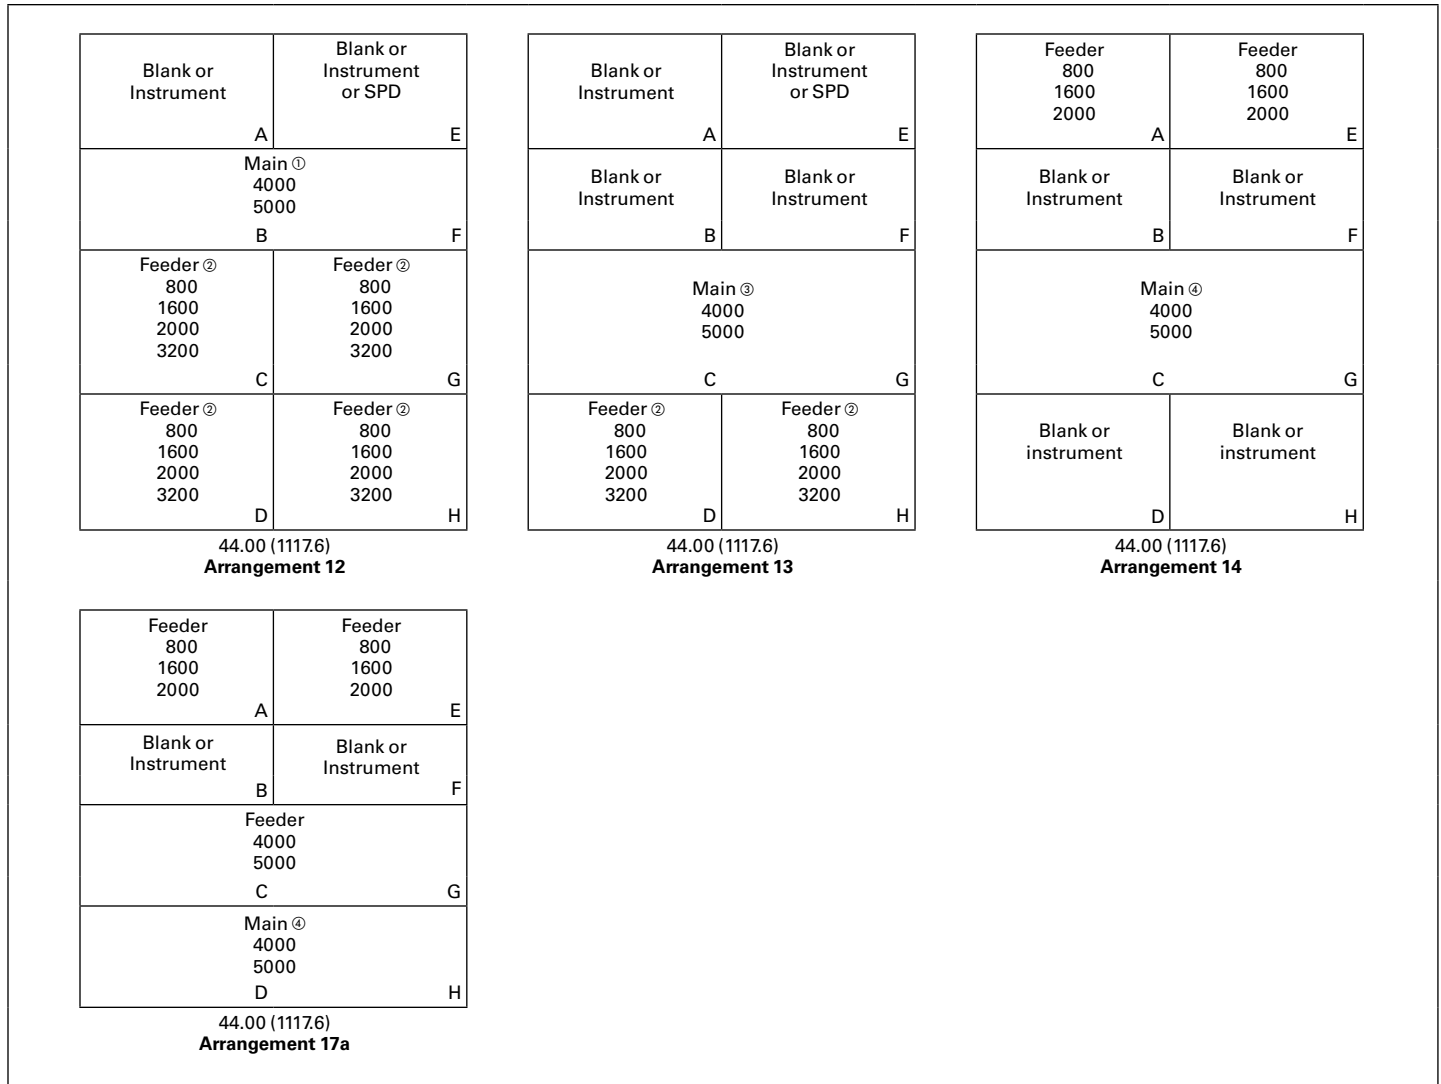 Blank or
Instrument
A
Blank or
Instrument
or SPD
E
Main ①
4000
5000
B F
Feeder ②
800
1600
2000
3200
C
Feeder ②
800
1600
2000
3200
G
Feeder ②
800
1600
2000
3200
D
Feeder ②
800
1600
2000
3200
H
44.00 (1117.6)
Arrangement 12
Blank or
Instrument
A
Blank or
Instrument
or SPD
E
Blank or
Instrument
B
Blank or
Instrument
F
Main ③
4000
5000
C G
Feeder ②
800
1600
2000
3200
D
Feeder ②
800
1600
2000
3200
H
44.00 (1117.6)
Arrangement 13
Feeder
800
1600
2000
A
Feeder
800
1600
2000
E
Blank or
Instrument
B
Blank or
Instrument
F
Main ④
4000
5000
C G
Blank or
instrument
D
Blank or
instrument
H
44.00 (1117.6)
Arrangement 14
Feeder
800
1600
2000
A
Feeder
800
1600
2000
E
Blank or
Instrument
B
Blank or
Instrument
F
Feeder
4000
5000
C G
Main ④
4000
5000
D H
44.00 (1117.6)
Arrangement 17a